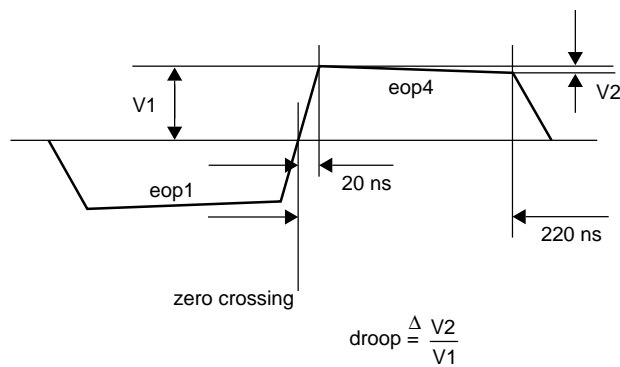 V1
eop4
V2
eop1
20 ns
220 ns
zero crossing
droop ≜ V2
V1